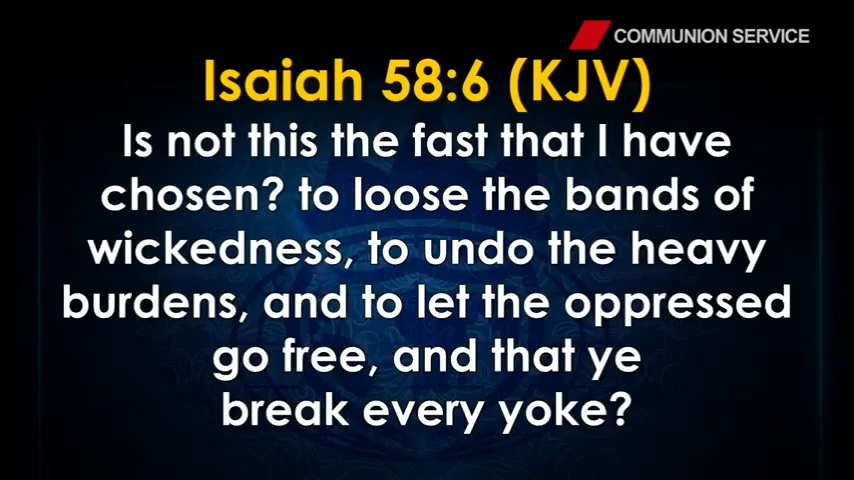 COMMUNION SERVICE
Isaiah 58:6 (KJV)
Is not this the fast that I have
chosen? to loose the bands of
wickedness, to undo the heavy
burdens, and to let the oppressed
go free, and that ye
break every yoke?